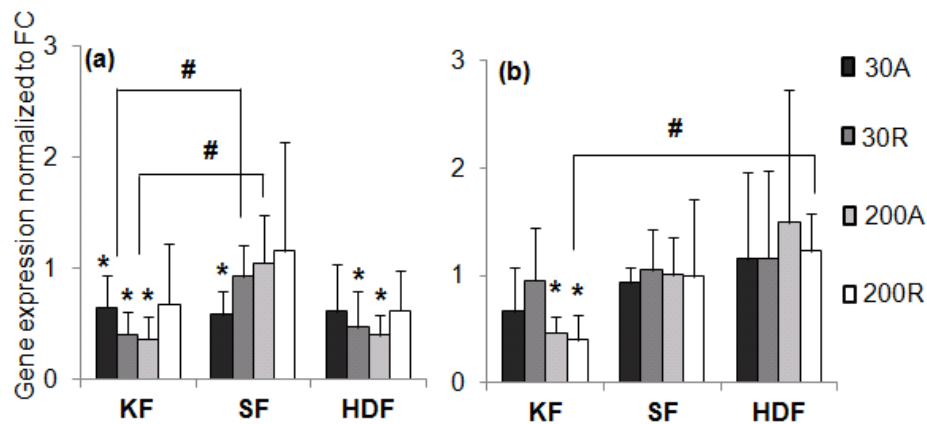 Gene expression normalized to FC
(a)
3
2
1
0
#
#
* * * * * *
KF SF HDF
(b)
3
2
1
0
#
* *
KF SF HDF
30A
30R
200A
200R